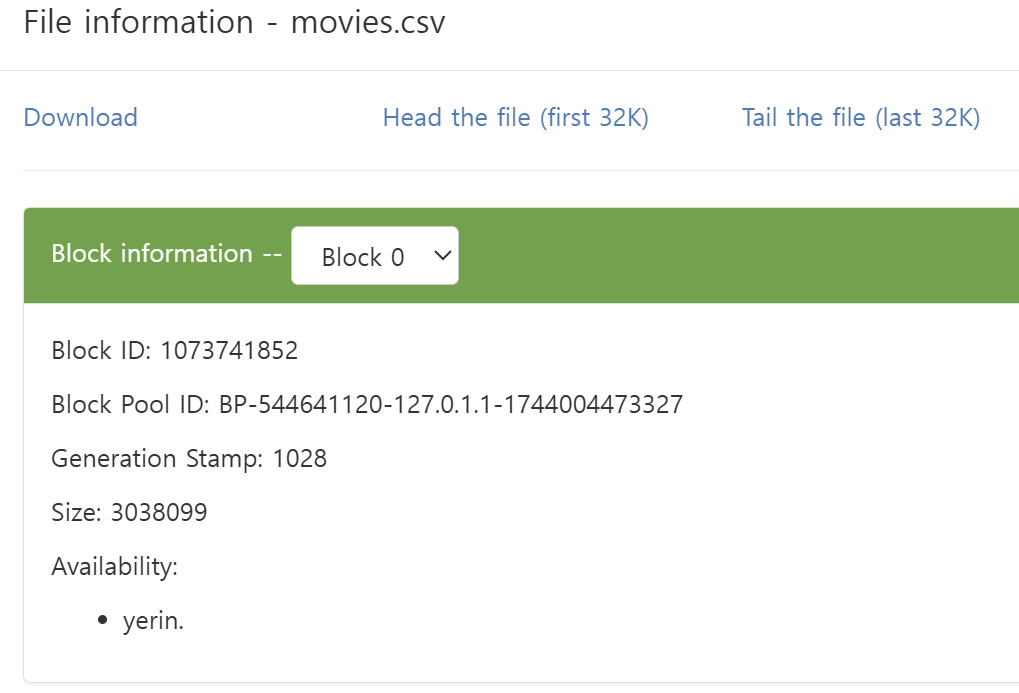 File information - movies.csv
Download Head the file (first 32K) Tail the file (last 32K)
Block information -- Block 0
Block ID: 1073741852
Block Pool ID: BP-544641120-127.0.1.1-1744004473327
Generation Stamp: 1028
Size: 3038099
Availability:
• yerin.